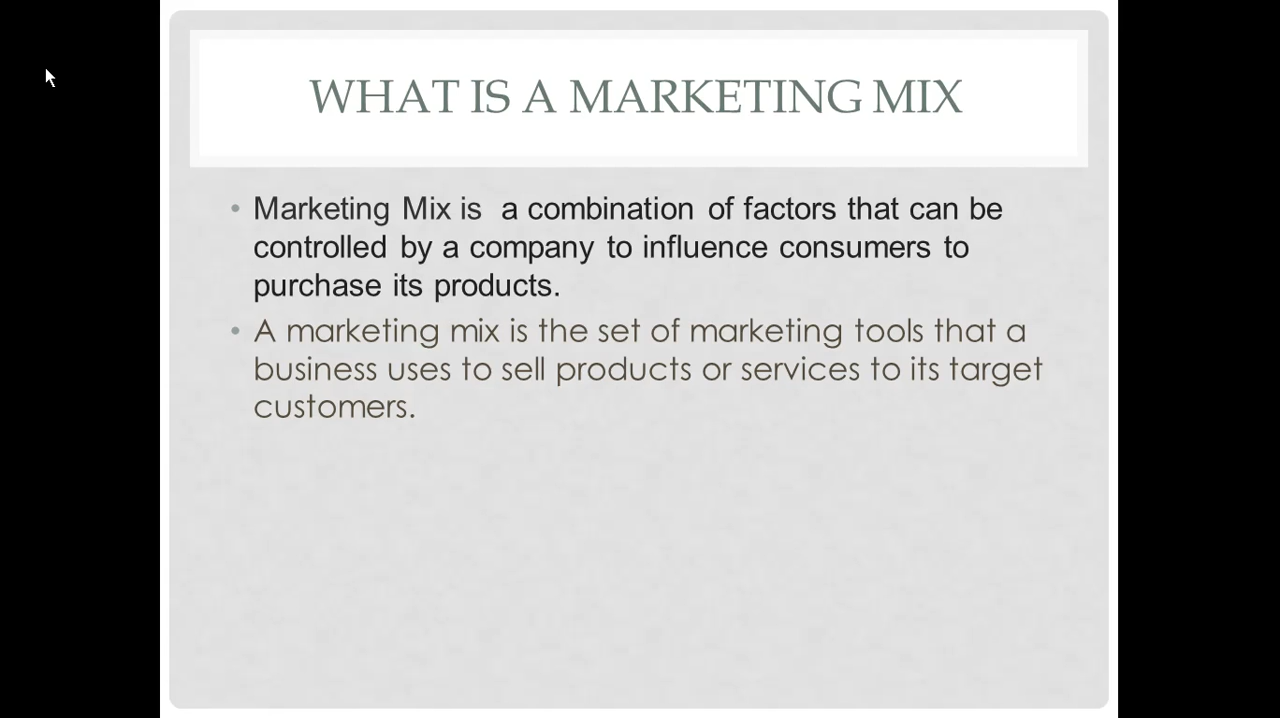 WHAT IS A MARKETING MIX
• Marketing Mix is a combination of factors that can be
controlled by a company to influence consumers to
purchase its products.
• A marketing mix is the set of marketing tools that a
business uses to sell products or services to its target
customers.